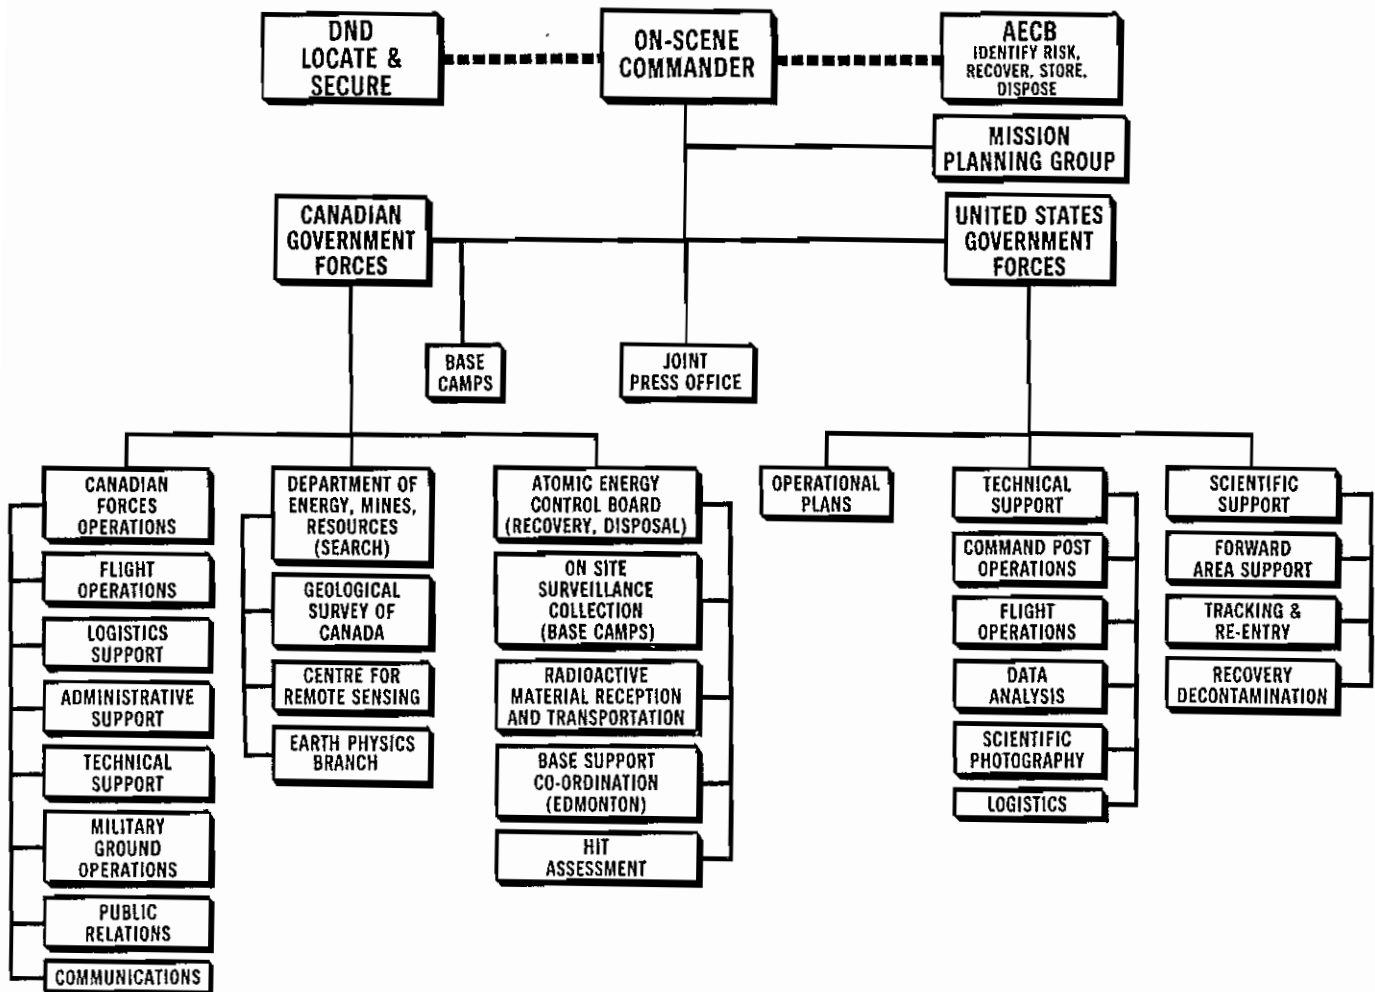 DND
LOCATE &
SECURE
ON-SCENE
COMMANDER
AECB
IDENTIFY RISK,
RECOVER, STORE,
DISPOSE
MISSION
PLANNING GROUP
CANADIAN
GOVERNMENT
FORCES
UNITED STATES
GOVERNMENT
FORCES
BASE
CAMPS
JOINT
PRESS OFFICE
CANADIAN
FORCES
OPERATIONS
FLIGHT
OPERATIONS
LOGISTICS
SUPPORT
ADMINISTRATIVE
SUPPORT
TECHNICAL
SUPPORT
MILITARY
GROUND
OPERATIONS
PUBLIC
RELATIONS
COMMUNICATIONS
DEPARTMENT OF
ENERGY, MINES,
RESOURCES
(SEARCH)
GEOLOGICAL
SURVEY OF
CANADA
CENTRE FOR
REMOTE SENSING
EARTH PHYSICS
BRANCH
ATOMIC ENERGY
CONTROL BOARD
(RECOVERY, DISPOSAL)
ON SITE
SURVEILLANCE
COLLECTION
(BASE CAMPS)
RADIOACTIVE
MATERIAL RECEPTION
AND TRANSPORTATION
BASE SUPPORT
CO-ORDINATION
(EDMONTON)
HIT
ASSESSMENT
OPERATIONAL
PLANS
TECHNICAL
SUPPORT
COMMAND POST
OPERATIONS
FLIGHT
OPERATIONS
DATA
ANALYSIS
SCIENTIFIC
PHOTOGRAPHY
LOGISTICS
SCIENTIFIC
SUPPORT
FORWARD
AREA SUPPORT
TRACKING &
RE-ENTRY
RECOVERY
DECONTAMINATION